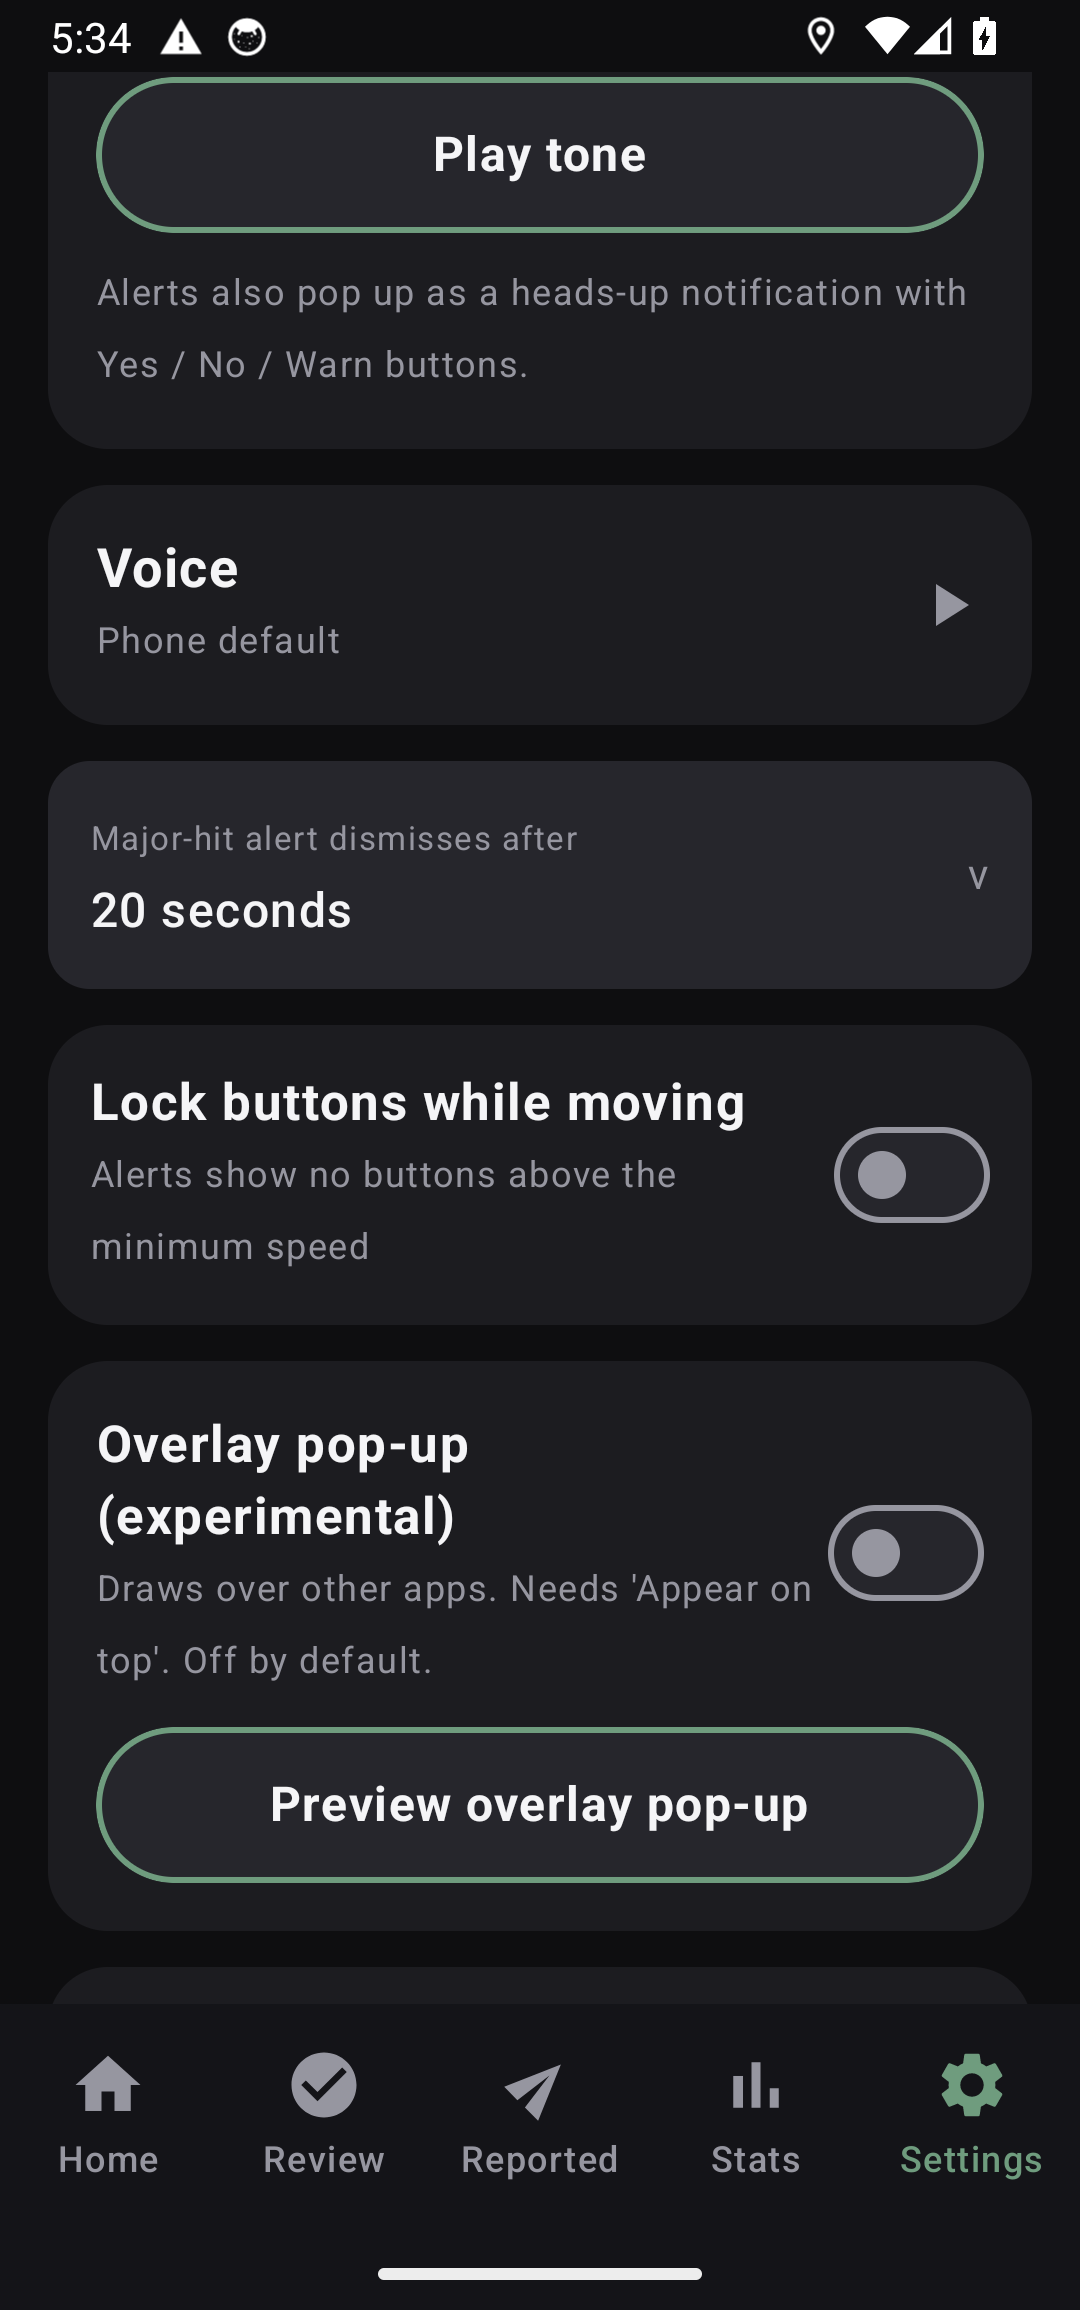 5:34
Play tone
Alerts also pop up as a heads-up notification with
Yes / No / Warn buttons.
Voice
Phone default
Major-hit alert dismisses after
20 seconds
v
Lock buttons while moving
Alerts show no buttons above the
minimum speed
Overlay pop-up
(experimental)
Draws over other apps. Needs 'Appear on
top'. Off by default.
Preview overlay pop-up
Home
Review
Reported
Stats
Settings